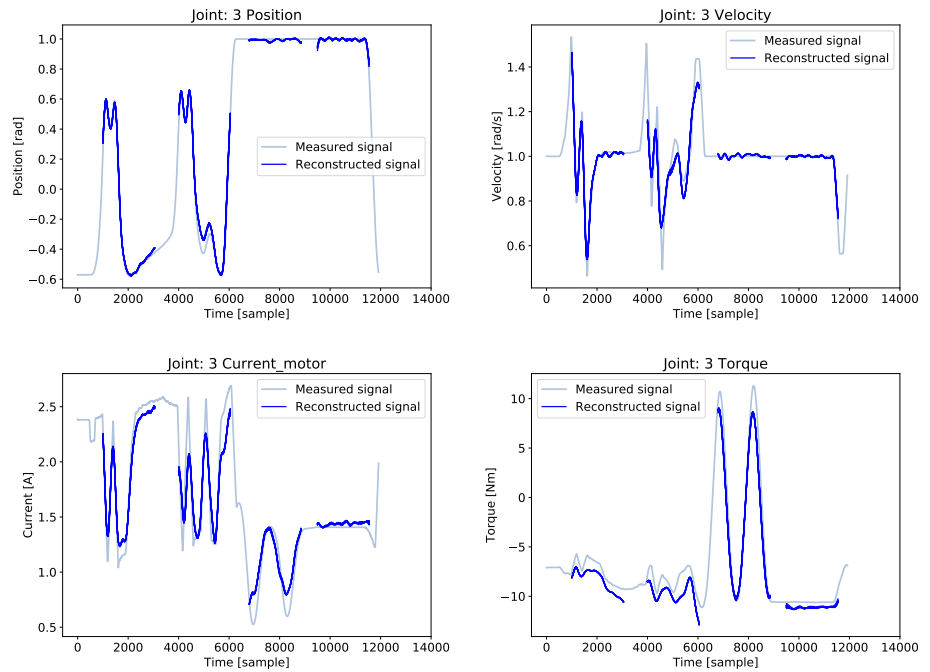 Joint: 3 Position
Position [rad]
1.0
0.8
0.6
0.4
0.2
0.0
−0.2
−0.4
−0.6
Measured signal
Reconstructed signal
0 2000 4000 6000 8000 10000 12000 14000
Time [sample]
Joint: 3 Velocity
Velocity [rad/s]
1.4
1.2
1.0
0.8
0.6
Measured signal
Reconstructed signal
0 2000 4000 6000 8000 10000 12000 14000
Time [sample]
Joint: 3 Current_motor
Current [A]
2.5
2.0
1.5
1.0
0.5
Measured signal
Reconstructed signal
0 2000 4000 6000 8000 10000 12000 14000
Time [sample]
Joint: 3 Torque
Torque [Nm]
10
5
0
−5
−10
Measured signal
Reconstructed signal
0 2000 4000 6000 8000 10000 12000 14000
Time [sample]